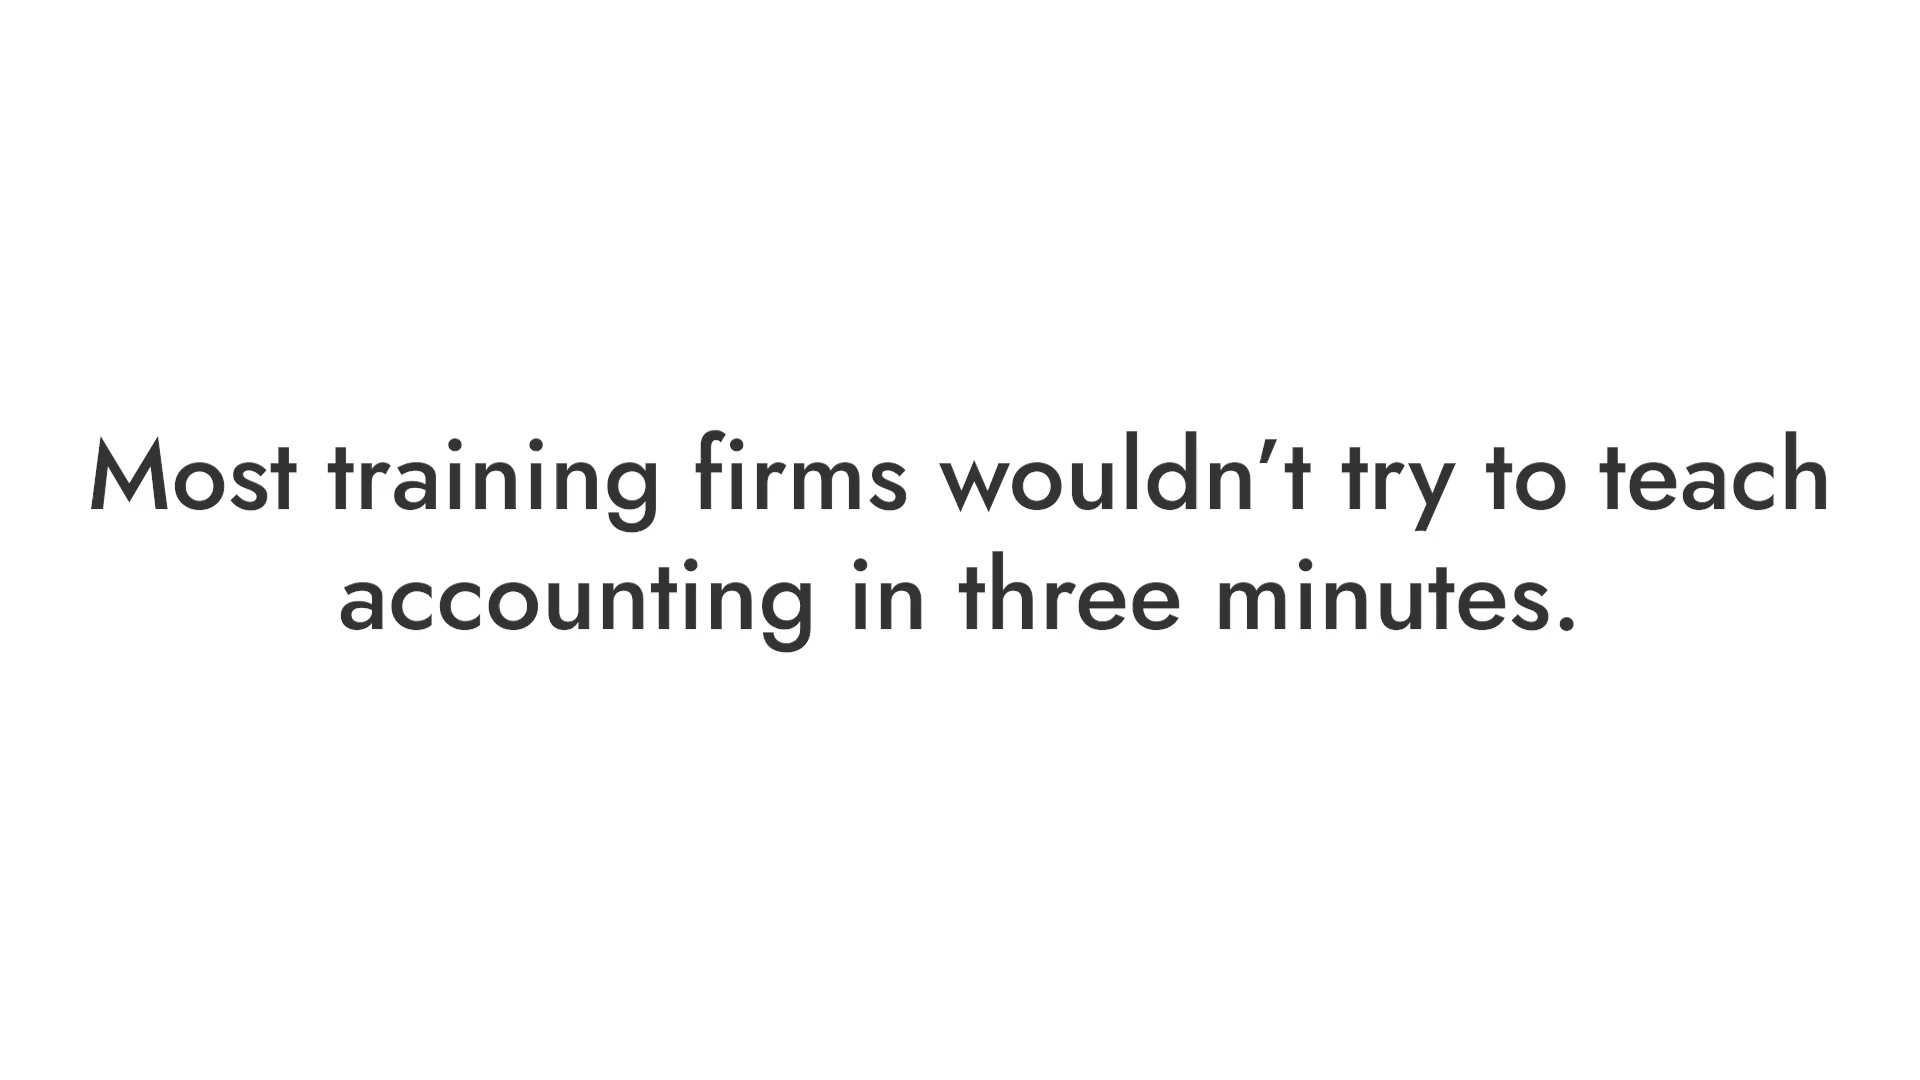 Most training firms wouldn’t try to teach
accounting in three minutes.